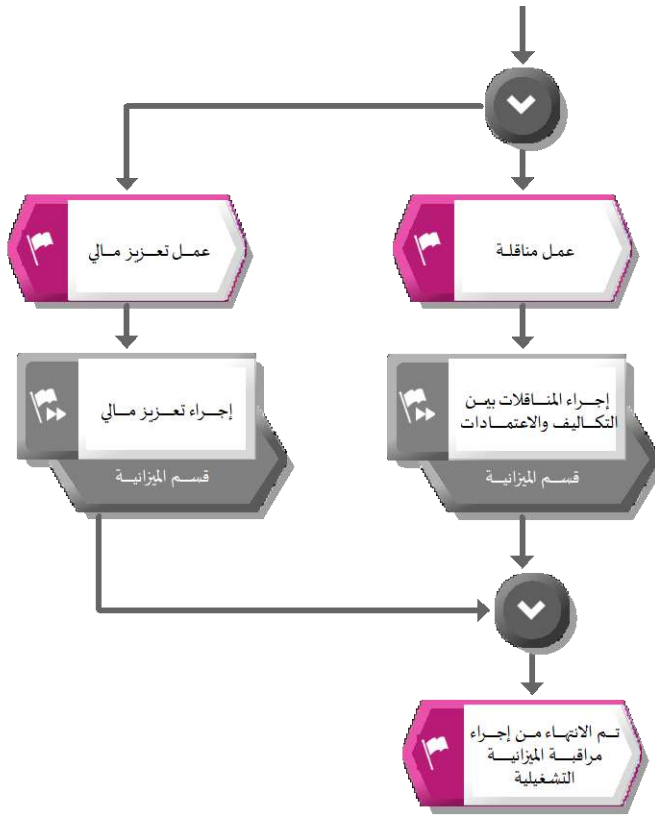 عمل مناقلة
عمل تعزيز مالي
إجراء المناقلات بين
التكاليف والاعتمادات
قسم الميزانية
إجراء تعزيز مالي
قسم الميزانية
تم الانتهاء من إجراء
مراقبة الميزانية
التشغيلية